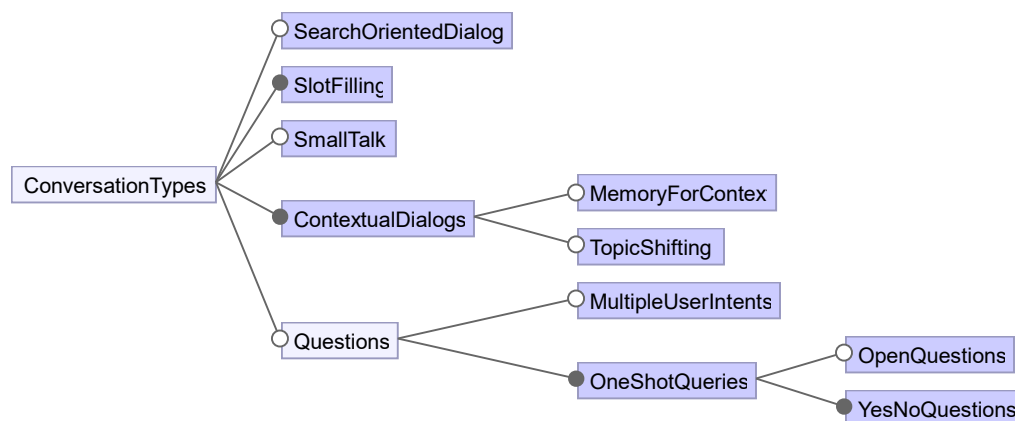 SearchOrientedDialog
SlotFilling
SmallTalk
ConversationTypes
MemoryForContex
ContextualDialogs
TopicShifting
MultipleUserIntents
Questions
OpenQuestions
OneShotQueries
YesNoQuestions